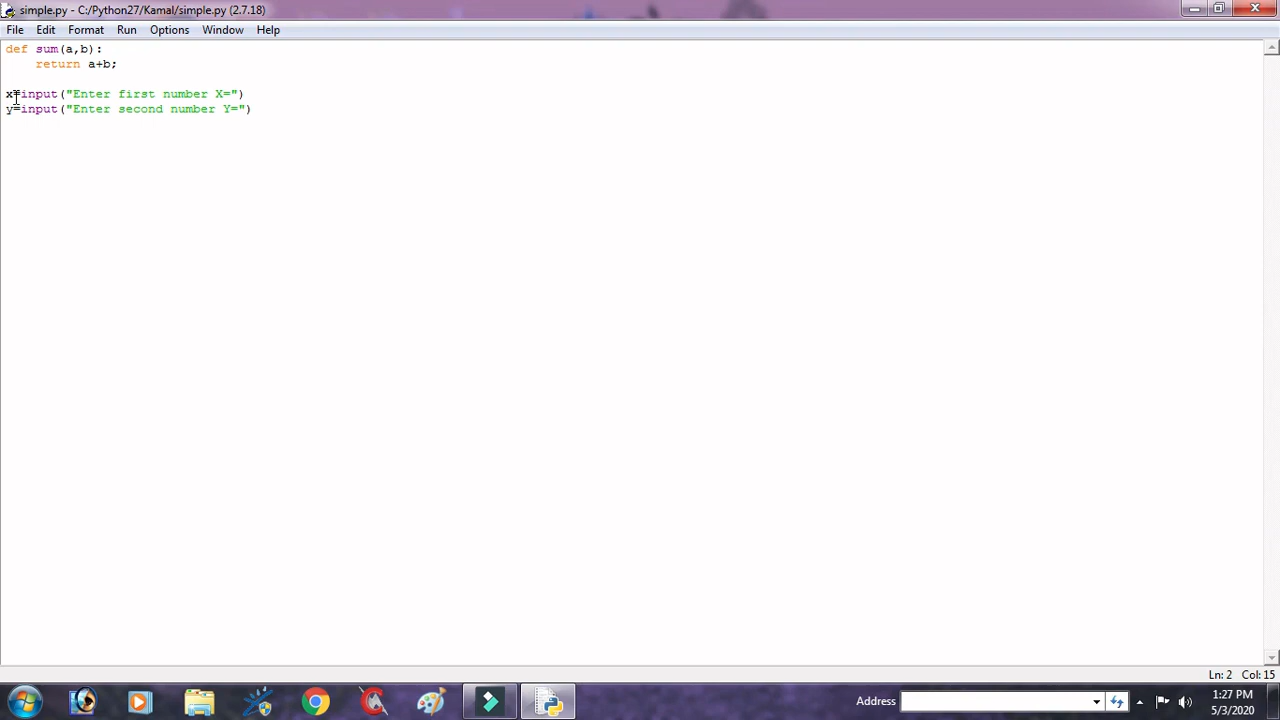 simple.py - C:/Python27/Kamal/simple.py (2.7.18)
File Edit Format Run Options Window Help
def sum(a,b):
    return a+b;
x=input("Enter first number X=")
y=input("Enter second number Y=")
Ln: 2 Col: 15
Address
1:27 PM
5/3/2020